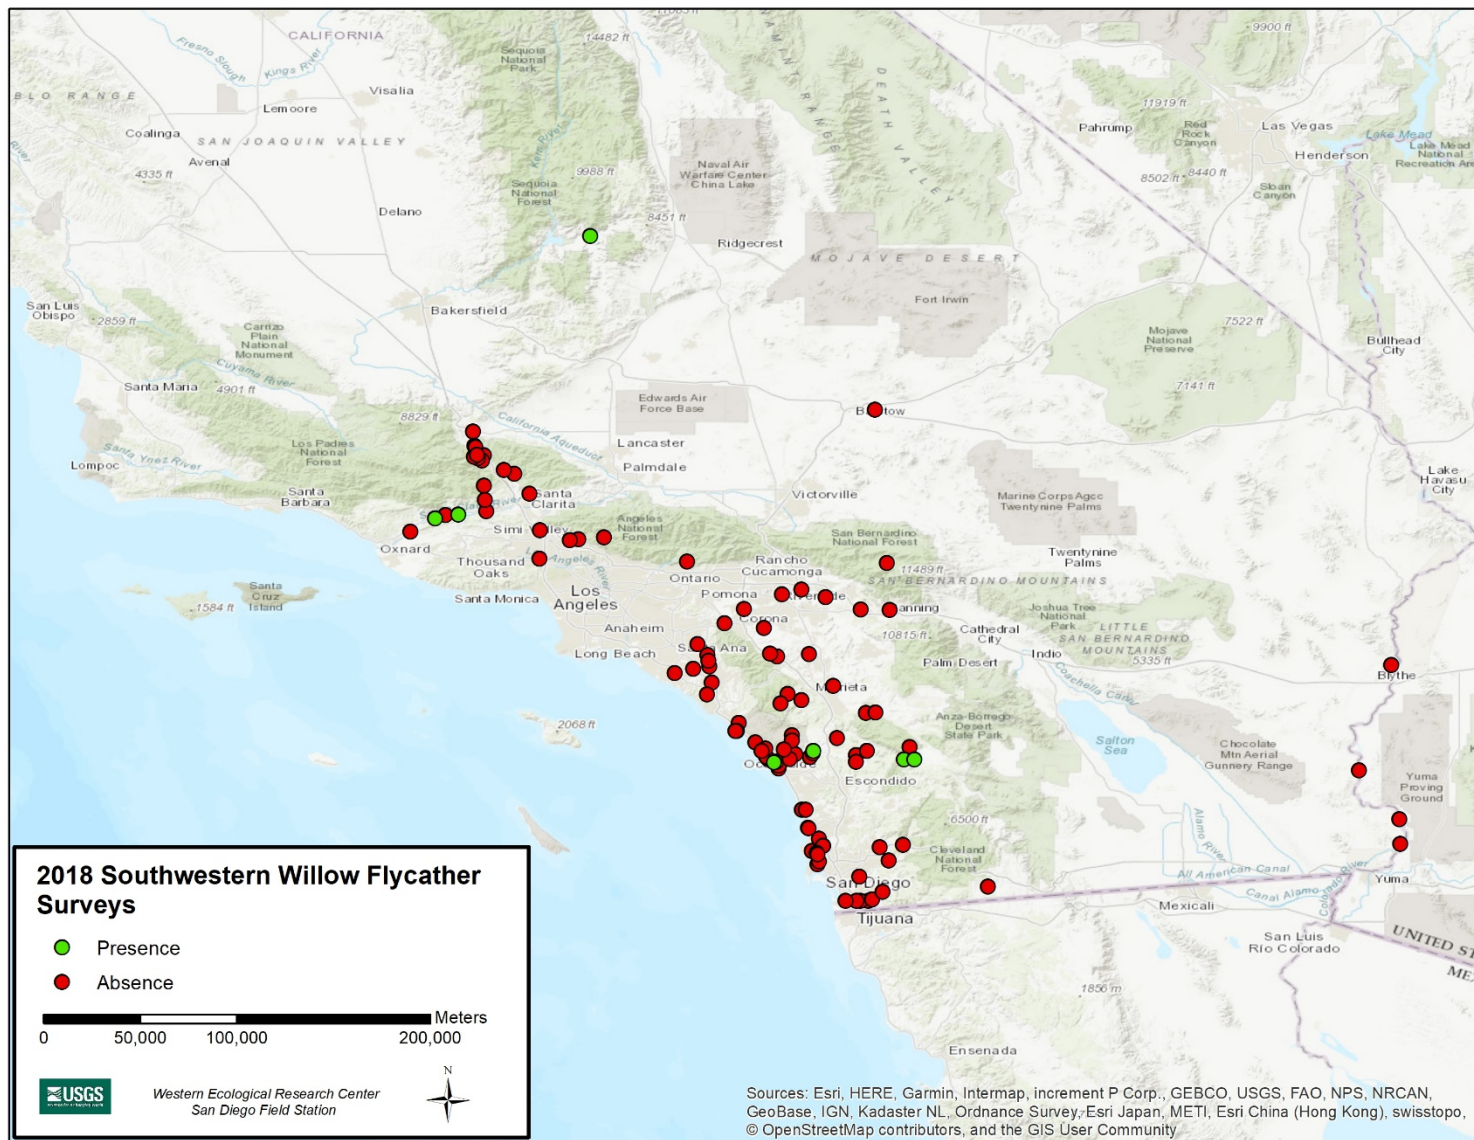 14482 ft
9900 ft
CALIFORNIA
Fresno Slough
Kings River
Visalia
Sequoia
National
Park
Lemoore
BLO RANGE
Coalinga
SAN JOAQUIN VALLEY
Avenal
4335 ft
Kern River
DEATH VALLEY
11919 ft
Pahrump
Red
Rock
Canyon
Las Vegas
Lake Mead
Henderson
Lake Mead
National
Recreation Area
Naval Air
Warfare Center
China Lake
9988 ft
Sequoia
National
Forest
8502 ft
8440 ft
Sloan
Canyon
River
Delano
8451 ft
Ridgecrest
MOJAVE DESERT
San Luis
Obispo
2859 ft
Bakersfield
Fort Irwin
Carrizo
Plain
National
Monument
Cuyama River
Mojave
National
Preserve
7522 ft
Bullhead
City
Santa Maria
4901 ft
7141 ft
8829 ft
California Aqueduct
Edwards Air
Force Base
Lancaster
Palmdale
Los Padres
National
Forest
Santa Ynez River
Lompoc
Santa
Barbara
Victorville
Marine Corps Agcc
Twentynine Palms
Lake
Havasu
City
Santa
Clarita
Simi Valley
Angeles
National
Forest
San Bernardino
National Forest
Oxnard
Thousand
Oaks
Los Angeles River
Rancho
Cucamonga
11489 ft
Twentynine
Palms
SAN BERNARDINO MOUNTAINS
Ontario
Santa
Cruz
Island
1584 ft
Santa Monica
Los
Angeles
Pomona
Anaheim
Corona
10815 ft
Cathedral
City
Joshua Tree
National
Park
LITTLE
SAN BERNARDINO
MOUNTAINS
5335 ft
Long Beach
Palm Desert
Indio
Coachella Canal
Blythe
2068 ft
Anza-Borrego
Desert
State Park
Salton
Sea
Chocolate
Mtn Aerial
Gunnery Range
Yuma
Proving
Ground
Escondido
6500 ft
Cleveland
National
Forest
Alamo River
All American Canal
Canal Alamo
Colorado River
Yuma
San Diego
Tijuana
Mexicali
San Luis
Río Colorado
UNITED ST
ME
1856 m
Ensenada
2018 Southwestern Willow Flycather
Surveys
Presence
Absence
Meters
0 50,000 100,000 200,000
USGS
Western Ecological Research Center
San Diego Field Station
N
Sources: Esri, HERE, Garmin, Intermap, increment P Corp., GEBCO, USGS, FAO, NPS, NRCAN,
GeoBase, IGN, Kadaster NL, Ordnance Survey, Esri Japan, METI, Esri China (Hong Kong), swisstopo,
© OpenStreetMap contributors, and the GIS User Community